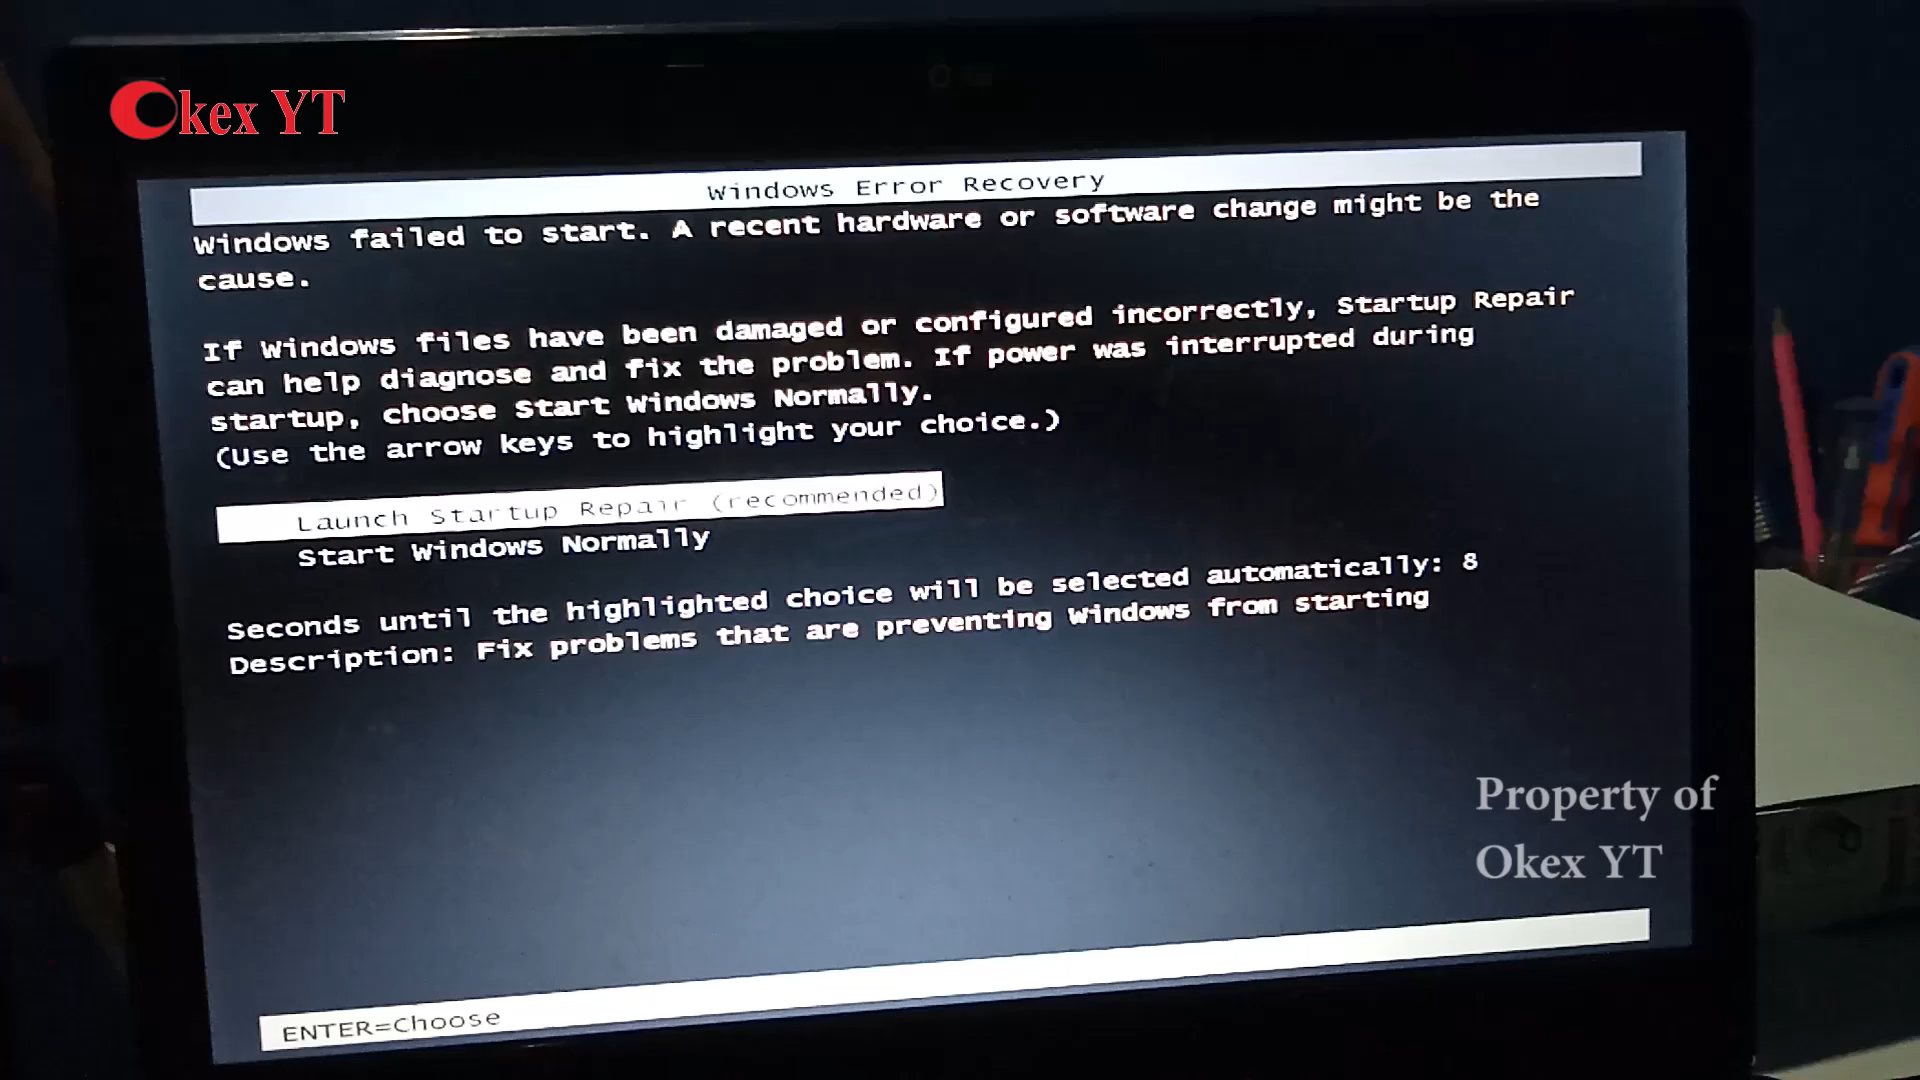 Okex YT
Windows Error Recovery
Windows failed to start. A recent hardware or software change might be the
cause.
If Windows files have been damaged or configured incorrectly, Startup Repair
can help diagnose and fix the problem. If power was interrupted during
startup, choose Start Windows Normally.
(Use the arrow keys to highlight your choice.)
Launch Startup Repair (recommended)
Start Windows Normally
Seconds until the highlighted choice will be selected automatically: 8
Description: Fix problems that are preventing Windows from starting
Property of
Okex YT
ENTER=Choose